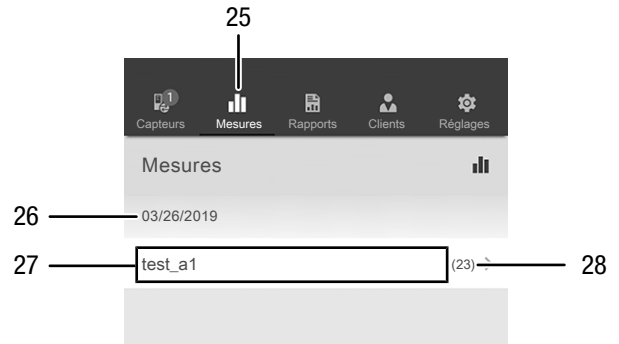 25
1
Capteurs Mesures Rapports Clients Réglages
Mesures
26 03/26/2019
27 test_a1 (23) 28